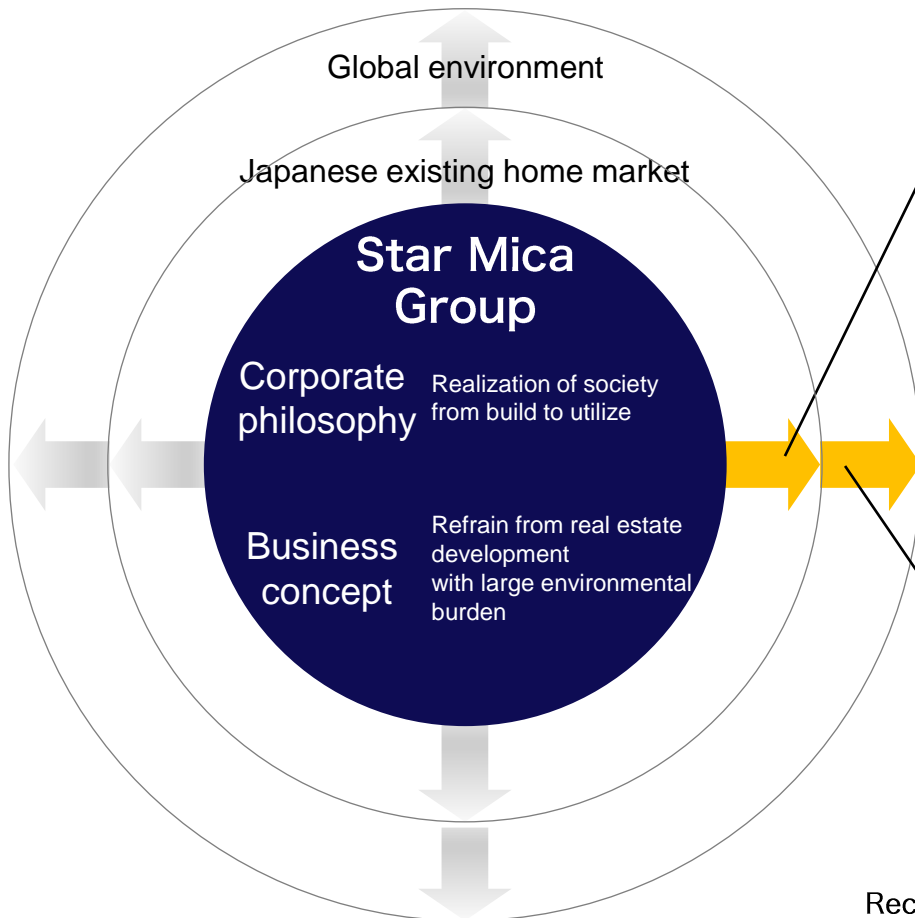 Global environment
Japanese existing home market
Star Mica
Group
Corporate
philosophy
Realization of society
from build to utilize
Business
concept
Refrain from real estate
development
with large environmental
burden
Rec